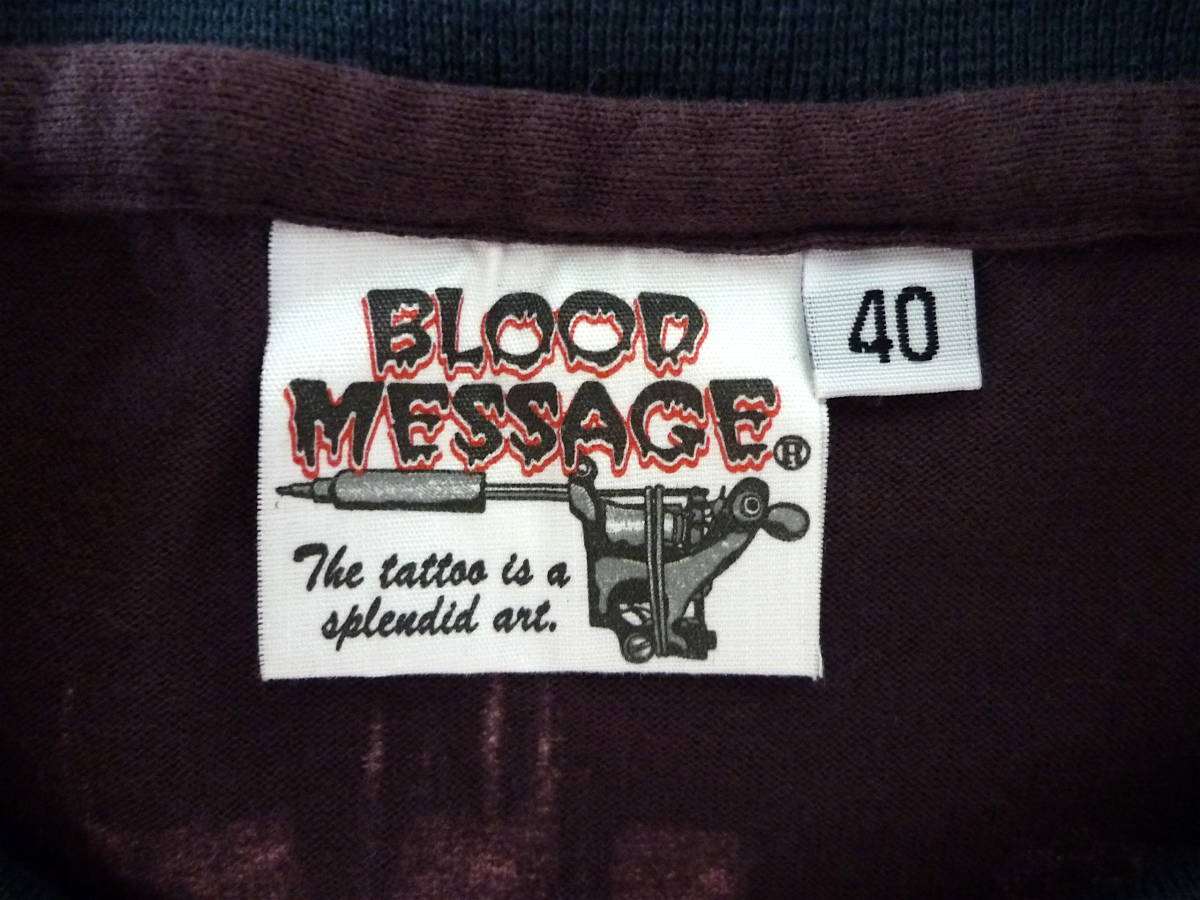 BLOOD
MESSAGE®
The tattoo is a
splendid art.
40